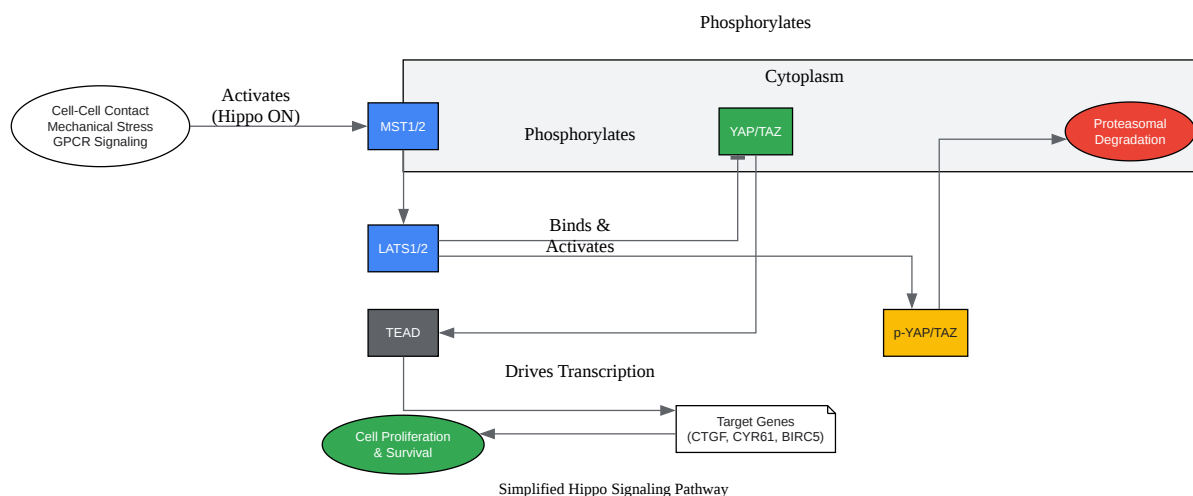 Phosphorylates
Cytoplasm
Activates
(Hippo ON)
Cell-Cell Contact
Mechanical Stress
GPCR Signaling
MST1/2
Phosphorylates
YAP/TAZ
Proteasomal
Degradation
LATS1/2
Binds &
Activates
TEAD
p-YAP/TAZ
Drives Transcription
Target Genes
(CTGF, CYR61, BIRC5)
Cell Proliferation
& Survival
Simplified Hippo Signaling Pathway